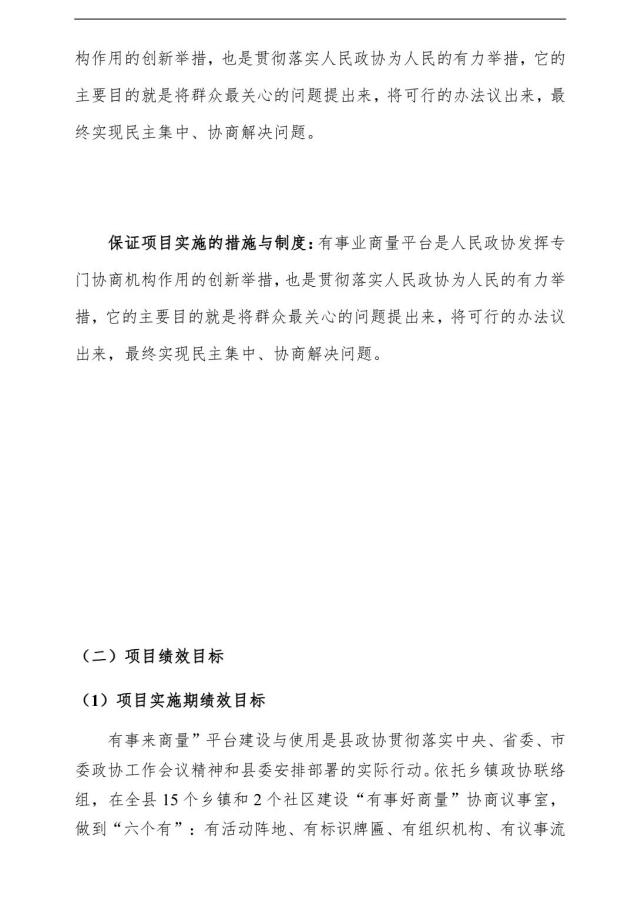 构作用的创新举措，也是贯彻落实人民政协为人民的有力举措，它的
主要目的就是将群众最关心的问题提出来，将可行的办法议出来，最
终实现民主集中、协商解决问题。
保证项目实施的措施与制度：有事业商量平台是人民政协发挥专
门协商机构作用的创新举措，也是贯彻落实人民政协为人民的有力举
措，它的主要目的就是将群众最关心的问题提出来，将可行的办法议
出来，最终实现民主集中、协商解决问题。
（二）项目绩效目标
（1）项目实施期绩效目标
有事来商量”平台建设与使用是县政协贯彻落实中央、省委、市
委政协工作会议精神和县委安排部署的实际行动。依托乡镇政协联络
组，在全县 15 个乡镇和 2 个社区建设“有事好商量”协商议事室，
做到“六个有”：有活动阵地、有标识牌匾、有组织机构、有议事流